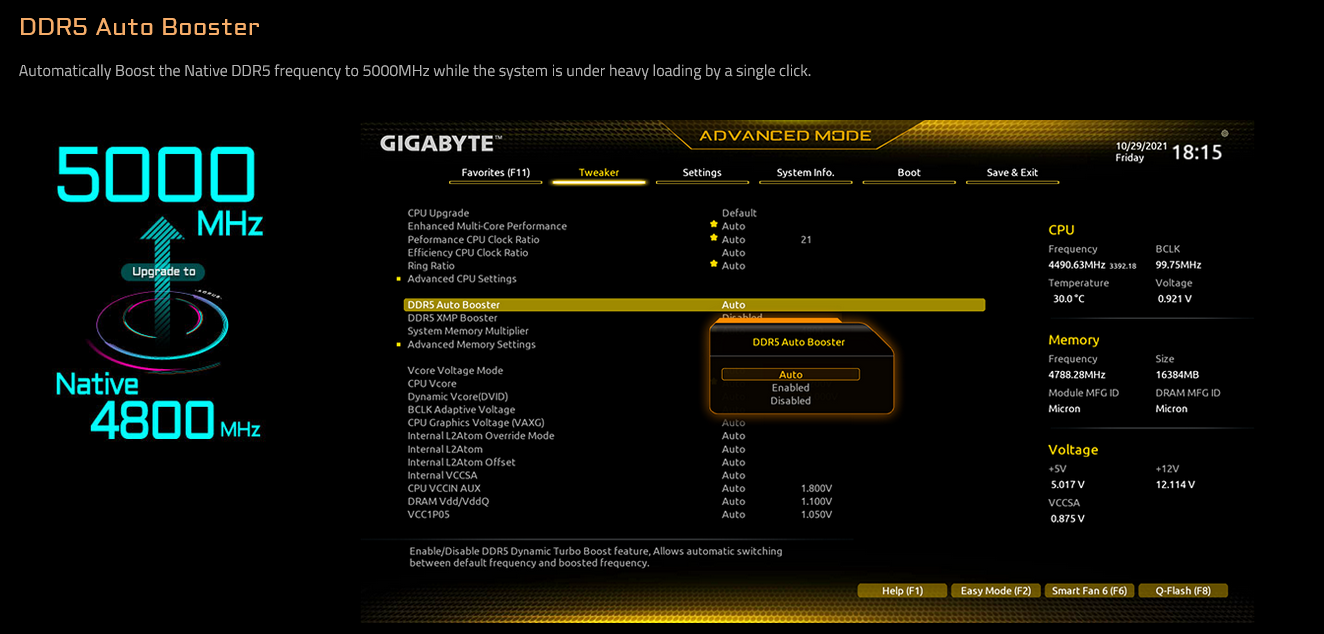 DDR5 Auto Booster
Automatically Boost the Native DDR5 frequency to 5000MHz while the system is under heavy loading by a single click.
5000
MHz
Upgrade to
AORUS
Native
4800 MHz
GIGABYTE™
ADVANCED MODE
10/29/2021
Friday
18:15
Favorites (F11) Tweaker Settings System Info. Boot Save & Exit
CPU Upgrade Default
Enhanced Multi-Core Performance Auto
Peformance CPU Clock Ratio Auto 21
Efficiency CPU Clock Ratio Auto
Ring Ratio Auto
Advanced CPU Settings
DDR5 Auto Booster Auto
DDR5 XMP Booster Disabled
System Memory Multiplier
Advanced Memory Settings
Vcore Voltage Mode
CPU Vcore
Dynamic Vcore(DVID)
BCLK Adaptive Voltage
CPU Graphics Voltage (VAXG) Auto
Internal L2Atom Override Mode Auto
Internal L2Atom Auto
Internal L2Atom Offset Auto
Internal VCCSA Auto
CPU VCCIN AUX Auto 1.800V
DRAM Vdd/VddQ Auto 1.100V
VCC1P05 Auto 1.050V
DDR5 Auto Booster
Auto
Enabled
Disabled
CPU
Frequency BCLK
4490.63MHz 3392.18 99.75MHz
Temperature Voltage
30.0 °C 0.921 V
Memory
Frequency Size
4788.28MHz 16384MB
Module MFG ID DRAM MFG ID
Micron Micron
Voltage
+5V +12V
5.017 V 12.114 V
VCCSA
0.875 V
Enable/Disable DDR5 Dynamic Turbo Boost feature, Allows automatic switching
between default frequency and boosted frequency.
Help (F1) Easy Mode (F2) Smart Fan 6 (F6) Q-Flash (F8)